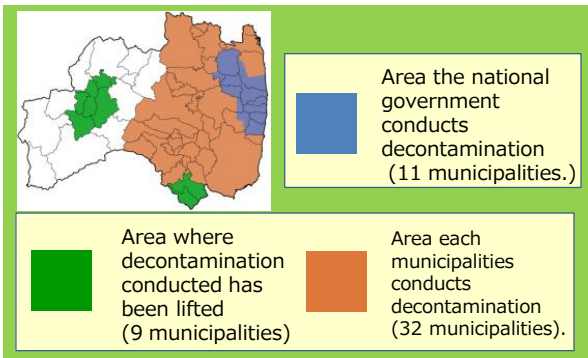 Area the national
government
conducts
decontamination
(11 municipalities.)
Area where
decontamination
conducted has
been lifted
(9 municipalities)
Area each
municipalities
conducts
decontamination
(32 municipalities).